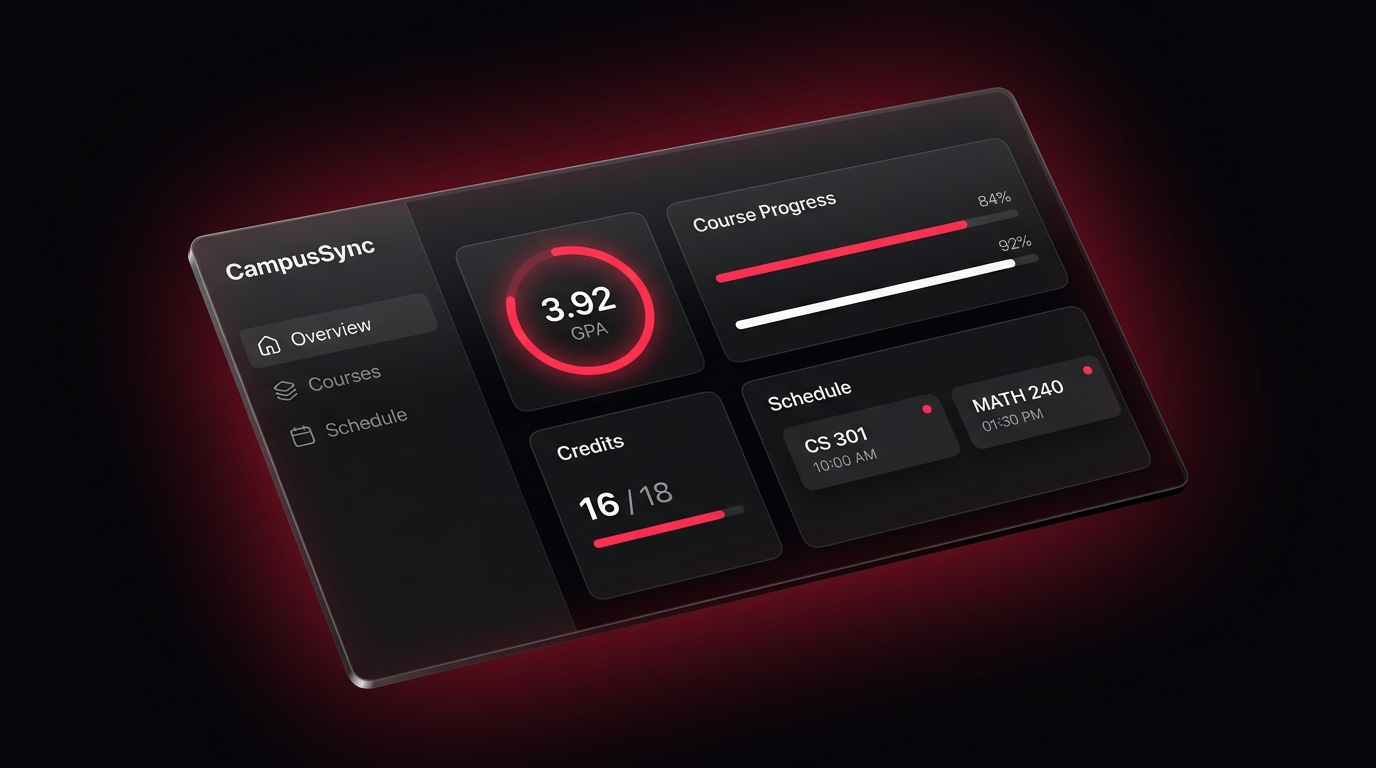 CampusSync
Overview
Courses
Schedule
3.92
GPA
Course Progress
84%
92%
Credits
16 / 18
Schedule
CS 301
10:00 AM
MATH 240
01:30 PM